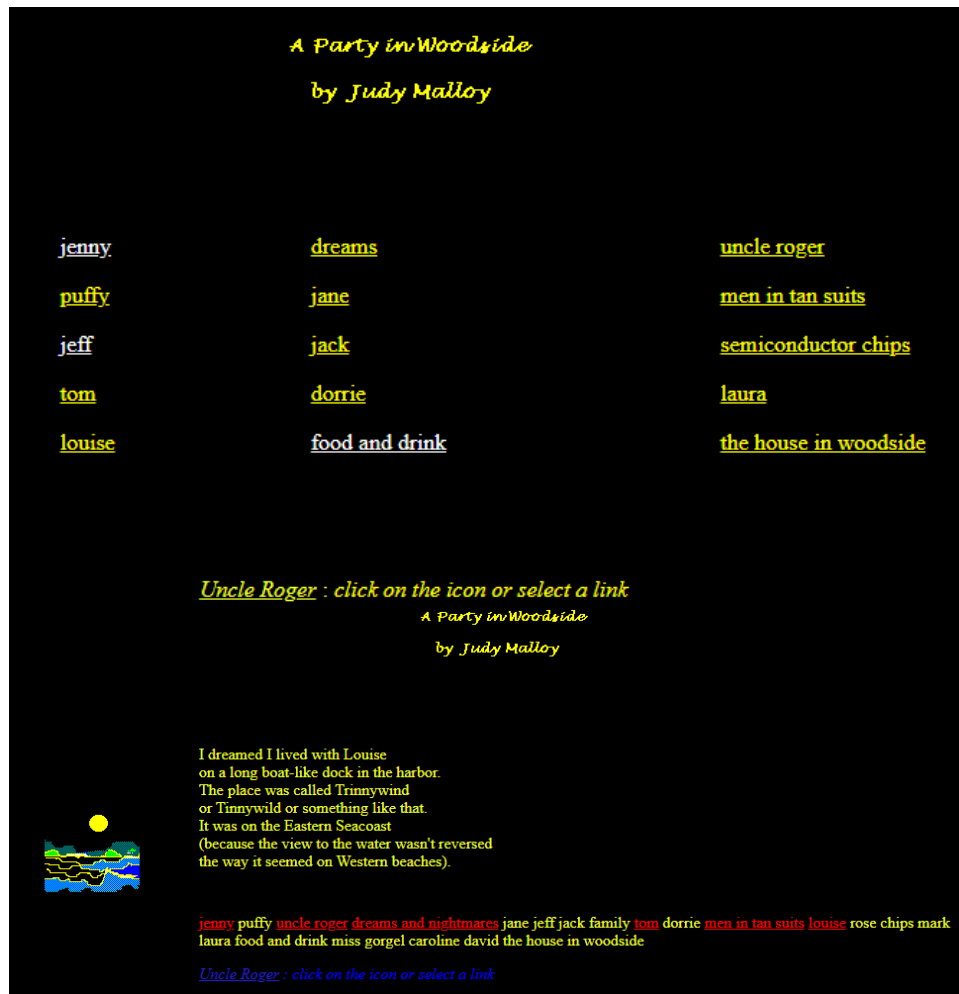 A Party in Woodside
by Judy Malloy
jenny dreams uncle roger
puffy jane men in tan suits
jeff jack semiconductor chips
tom dorrie laura
louise food and drink the house in woodside
Uncle Roger : click on the icon or select a link
A Party in Woodside
by Judy Malloy
I dreamed I lived with Louise
on a long boat-like dock in the harbor.
The place was called Trinnywind
or Tinnywild or something like that.
It was on the Eastern Seacoast
(because the view to the water wasn't reversed
the way it seemed on Western beaches).
jenny puffy uncle roger dreams and nightmares jane jeff jack family tom dorrie men in tan suits louise rose chips mark
laura food and drink miss gorgel caroline david the house in woodside
Uncle Roger : click on the icon or select a link